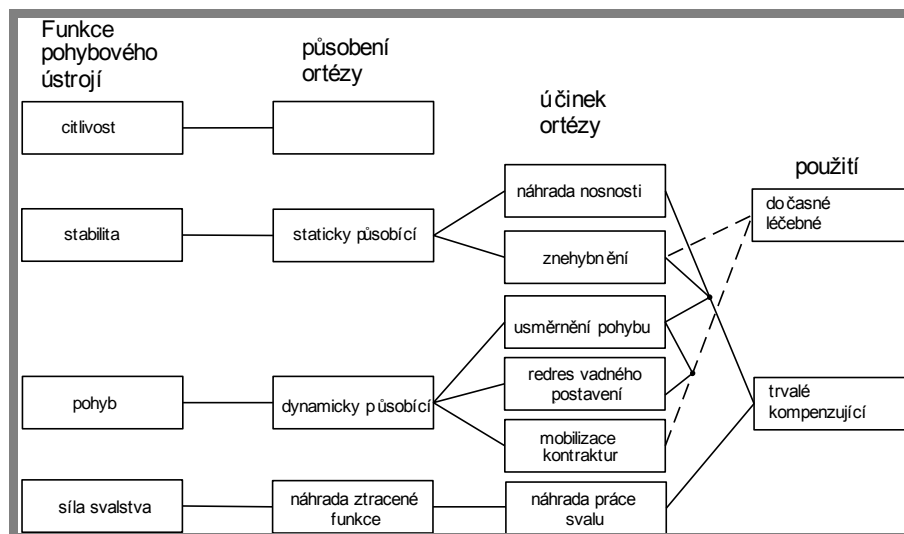 Funkce
pohybového
ústrojí
působení
ortézy
účinek
ortézy
použití
citlivost
stabilita
staticky působící
náhrada nosnosti
znehybnění
dočasné
léčebné
pohyb
dynamicky působící
usměrnění pohybu
redres vadného
postavení
mobilizace
kontraktur
trvalé
kompenzující
síla svalstva
náhrada ztracené
funkce
náhrada práce
svalu